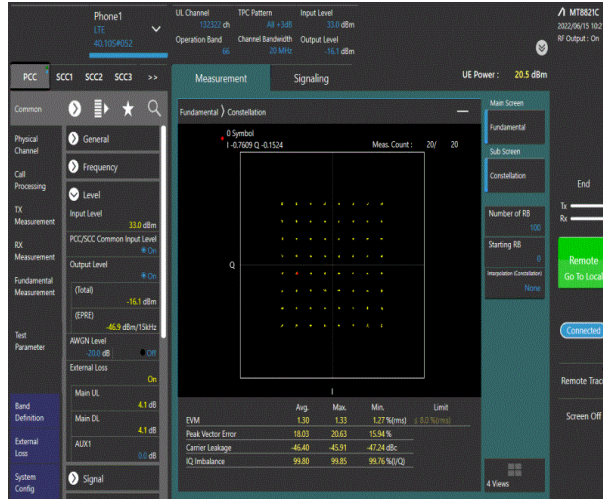 Phone1
LTE
40.105#052
UL Channel
132322 ch
TPC Pattern
All +3dB
Input Level
33.0 dBm
Operation Band
66
Channel Bandwidth
20 MHz
Output Level
-16.1 dBm
MT8821C
2022/06/15 10:2
RF Output : On
PCC SCC1 SCC2 SCC3 >>
Measurement
Signaling
UE Power : 20.5 dBm
Common
Physical
Channel
Call
Processing
TX
Measurement
RX
Measurement
Fundamental
Measurement
Test
Parameter
Band
Definition
External
Loss
System
Config
General
Frequency
Level
Input Level
33.0 dBm
PCC/SCC Common Input Level
On
Output Level
On
(Total)
-16.1 dBm
(EPRE)
-46.9 dBm/15kHz
AWGN Level
-20.0 dB
Off
External Loss
On
Main UL
4.1 dB
Main DL
4.1 dB
AUX1
0.0 dB
Signal
Fundamental ) Constellation
0 Symbol
I -0.7609 Q -0.1524
Meas. Count : 20/ 20
Q
I
Avg. Max. Min. Limit
EVM 1.30 1.33 1.27 %(rms) ≤ 8.0 %(rms)
Peak Vector Error 18.03 20.63 15.94 %
Carrier Leakage -46.40 -45.91 -47.24 dBc
IQ Imbalance 99.80 99.85 99.76 %(I/Q)
Main Screen
Fundamental
Sub Screen
Constellation
Number of RB
100
Starting RB
0
Interpolation (Constellation)
None
4 Views
End
Tx
Rx
Remote
Go To Local
Connected
Remote Trac
Screen Off